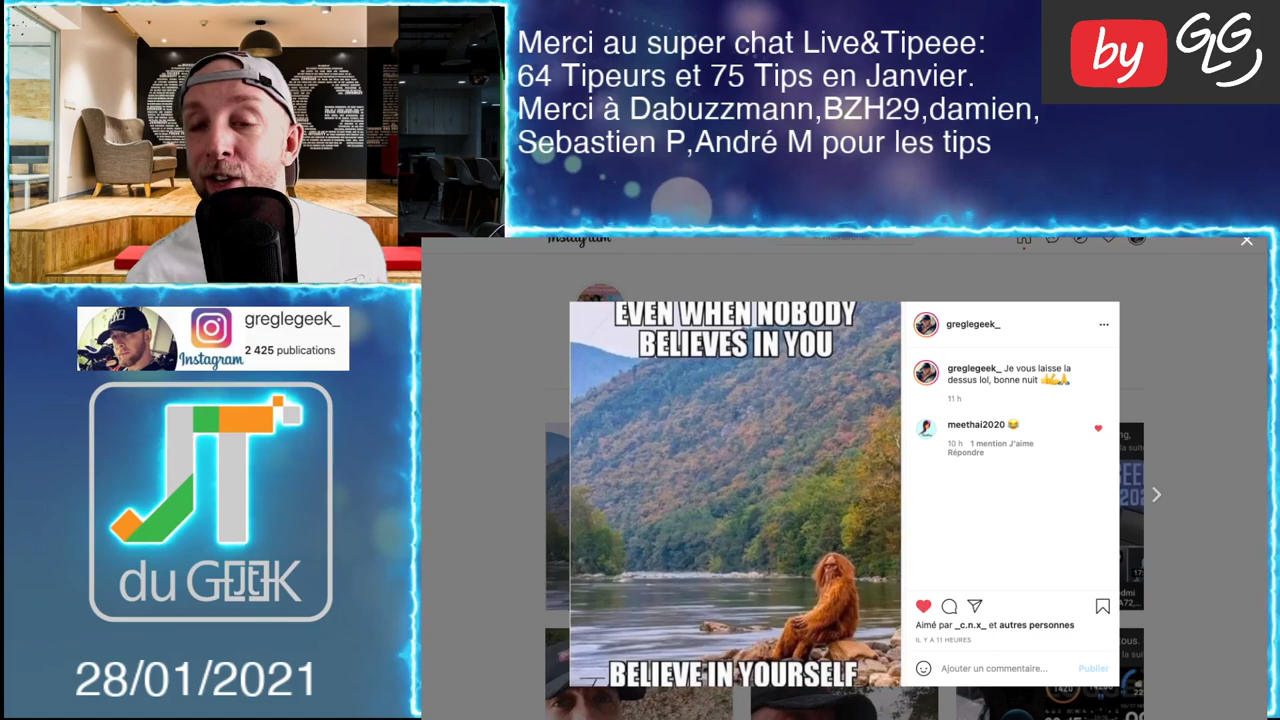 Merci au super chat Live&Tipeee:
64 Tipeurs et 75 Tips en Janvier.
Merci à Dabuzzmann,BZH29,damien,
Sebastien P,André M pour les tips
by GLG
greglegeek_
2 425 publications
Instagram
JT
du GEEK
28/01/2021
Instagram
EVEN WHEN NOBODY
BELIEVES IN YOU
BELIEVE IN YOURSELF
greglegeek_
greglegeek_ Je vous laisse la
dessus lol, bonne nuit
11 h
meethai2020
10 h 1 mention J'aime
Répondre
Aimé par _c.n.x_ et autres personnes
IL Y A 11 HEURES
Ajouter un commentaire... Publier